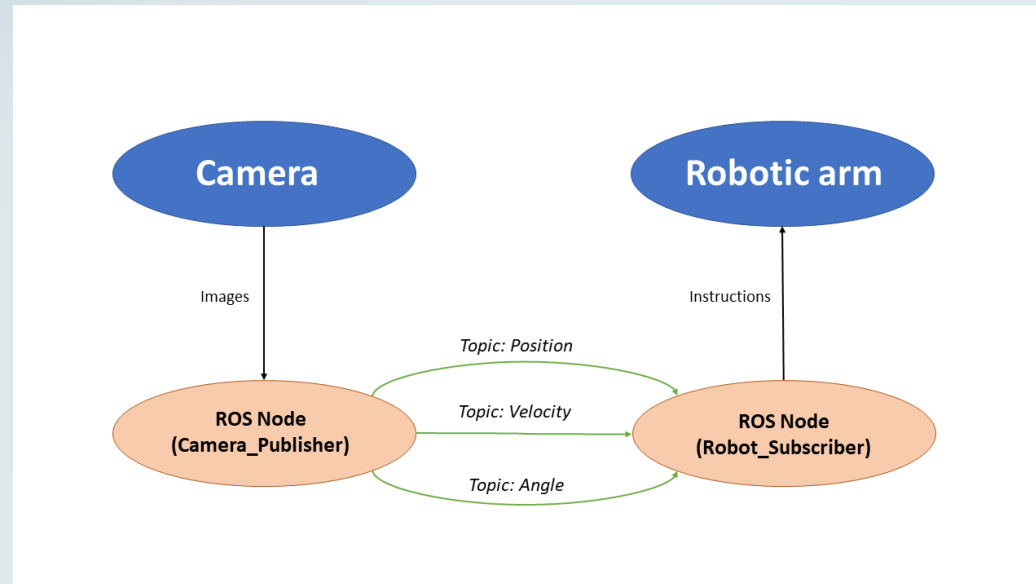 Camera
Robotic arm
Images
Instructions
Topic: Position
Topic: Velocity
Topic: Angle
ROS Node
(Camera_Publisher)
ROS Node
(Robot_Subscriber)